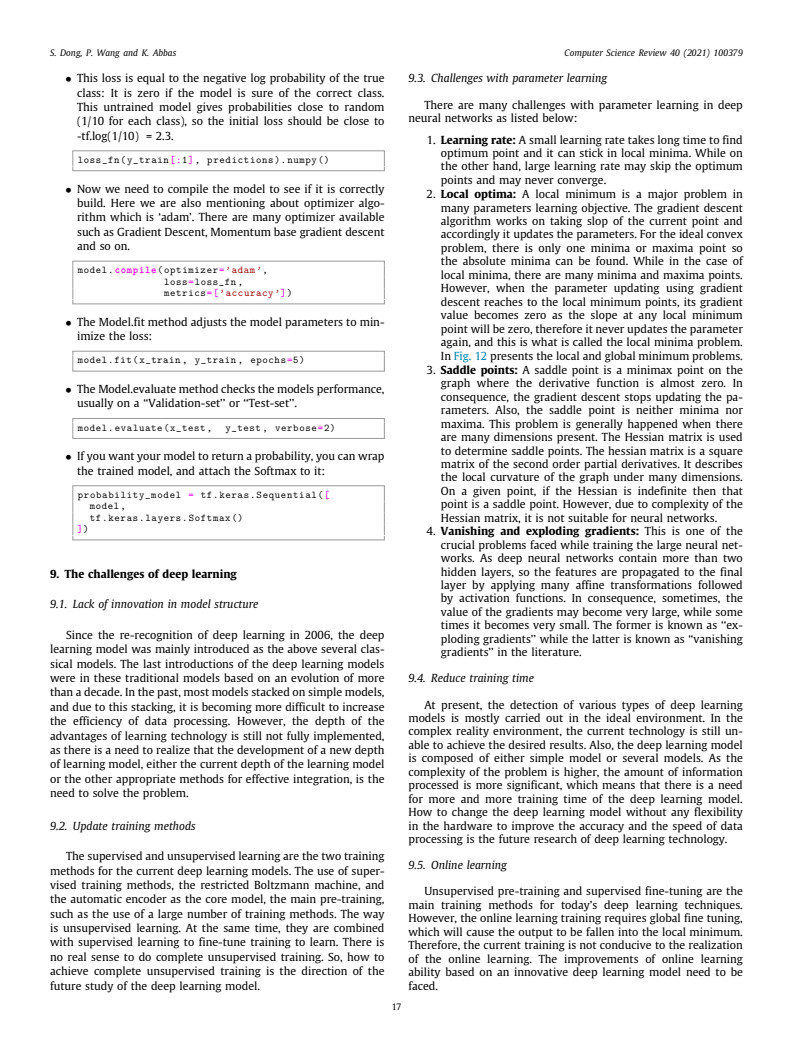 S. Dong, P. Wang and K. Abbas
Computer Science Review 40 (2021) 100379
• This loss is equal to the negative log probability of the true
class: It is zero if the model is sure of the correct class.
This untrained model gives probabilities close to random
(1/10 for each class), so the initial loss should be close to
-tf.log(1/10) = 2.3.
loss_fn(y_train[:1], predictions).numpy()
• Now we need to compile the model to see if it is correctly
build. Here we are also mentioning about optimizer algo-
rithm which is ‘adam’. There are many optimizer available
such as Gradient Descent, Momentum base gradient descent
and so on.
model.compile(optimizer='adam',
loss=loss_fn,
metrics=['accuracy'])
• The Model.fit method adjusts the model parameters to min-
imize the loss:
model.fit(x_train, y_train, epochs=5)
• The Model.evaluate method checks the models performance,
usually on a “Validation-set” or “Test-set”.
model.evaluate(x_test, y_test, verbose=2)
• If you want your model to return a probability, you can wrap
the trained model, and attach the Softmax to it:
probability_model = tf.keras.Sequential([
model,
tf.keras.layers.Softmax()
])
9. The challenges of deep learning
9.1. Lack of innovation in model structure
Since the re-recognition of deep learning in 2006, the deep
learning model was mainly introduced as the above several clas-
sical models. The last introductions of the deep learning models
were in these traditional models based on an evolution of more
than a decade. In the past, most models stacked on simple models,
and due to this stacking, it is becoming more difficult to increase
the efficiency of data processing. However, the depth of the
advantages of learning technology is still not fully implemented,
as there is a need to realize that the development of a new depth
of learning model, either the current depth of the learning model
or the other appropriate methods for effective integration, is the
need to solve the problem.
9.2. Update training methods
The supervised and unsupervised learning are the two training
methods for the current deep learning models. The use of super-
vised training methods, the restricted Boltzmann machine, and
the automatic encoder as the core model, the main pre-training,
such as the use of a large number of training methods. The way
is unsupervised learning. At the same time, they are combined
with supervised learning to fine-tune training to learn. There is
no real sense to do complete unsupervised training. So, how to
achieve complete unsupervised training is the direction of the
future study of the deep learning model.
9.3. Challenges with parameter learning
There are many challenges with parameter learning in deep
neural networks as listed below:
1. Learning rate: A small learning rate takes long time to find
optimum point and it can stick in local minima. While on
the other hand, large learning rate may skip the optimum
points and may never converge.
2. Local optima: A local minimum is a major problem in
many parameters learning objective. The gradient descent
algorithm works on taking slop of the current point and
accordingly it updates the parameters. For the ideal convex
problem, there is only one minima or maxima point so
the absolute minima can be found. While in the case of
local minima, there are many minima and maxima points.
However, when the parameter updating using gradient
descent reaches to the local minimum points, its gradient
value becomes zero as the slope at any local minimum
point will be zero, therefore it never updates the parameter
again, and this is what is called the local minima problem.
In Fig. 12 presents the local and global minimum problems.
3. Saddle points: A saddle point is a minimax point on the
graph where the derivative function is almost zero. In
consequence, the gradient descent stops updating the pa-
rameters. Also, the saddle point is neither minima nor
maxima. This problem is generally happened when there
are many dimensions present. The Hessian matrix is used
to determine saddle points. The hessian matrix is a square
matrix of the second order partial derivatives. It describes
the local curvature of the graph under many dimensions.
On a given point, if the Hessian is indefinite then that
point is a saddle point. However, due to complexity of the
Hessian matrix, it is not suitable for neural networks.
4. Vanishing and exploding gradients: This is one of the
crucial problems faced while training the large neural net-
works. As deep neural networks contain more than two
hidden layers, so the features are propagated to the final
layer by applying many affine transformations followed
by activation functions. In consequence, sometimes, the
value of the gradients may become very large, while some
times it becomes very small. The former is known as “ex-
ploding gradients” while the latter is known as “vanishing
gradients” in the literature.
9.4. Reduce training time
At present, the detection of various types of deep learning
models is mostly carried out in the ideal environment. In the
complex reality environment, the current technology is still un-
able to achieve the desired results. Also, the deep learning model
is composed of either simple model or several models. As the
complexity of the problem is higher, the amount of information
processed is more significant, which means that there is a need
for more and more training time of the deep learning model.
How to change the deep learning model without any flexibility
in the hardware to improve the accuracy and the speed of data
processing is the future research of deep learning technology.
9.5. Online learning
Unsupervised pre-training and supervised fine-tuning are the
main training methods for today’s deep learning techniques.
However, the online learning training requires global fine tuning,
which will cause the output to be fallen into the local minimum.
Therefore, the current training is not conducive to the realization
of the online learning. The improvements of online learning
ability based on an innovative deep learning model need to be
faced.
17